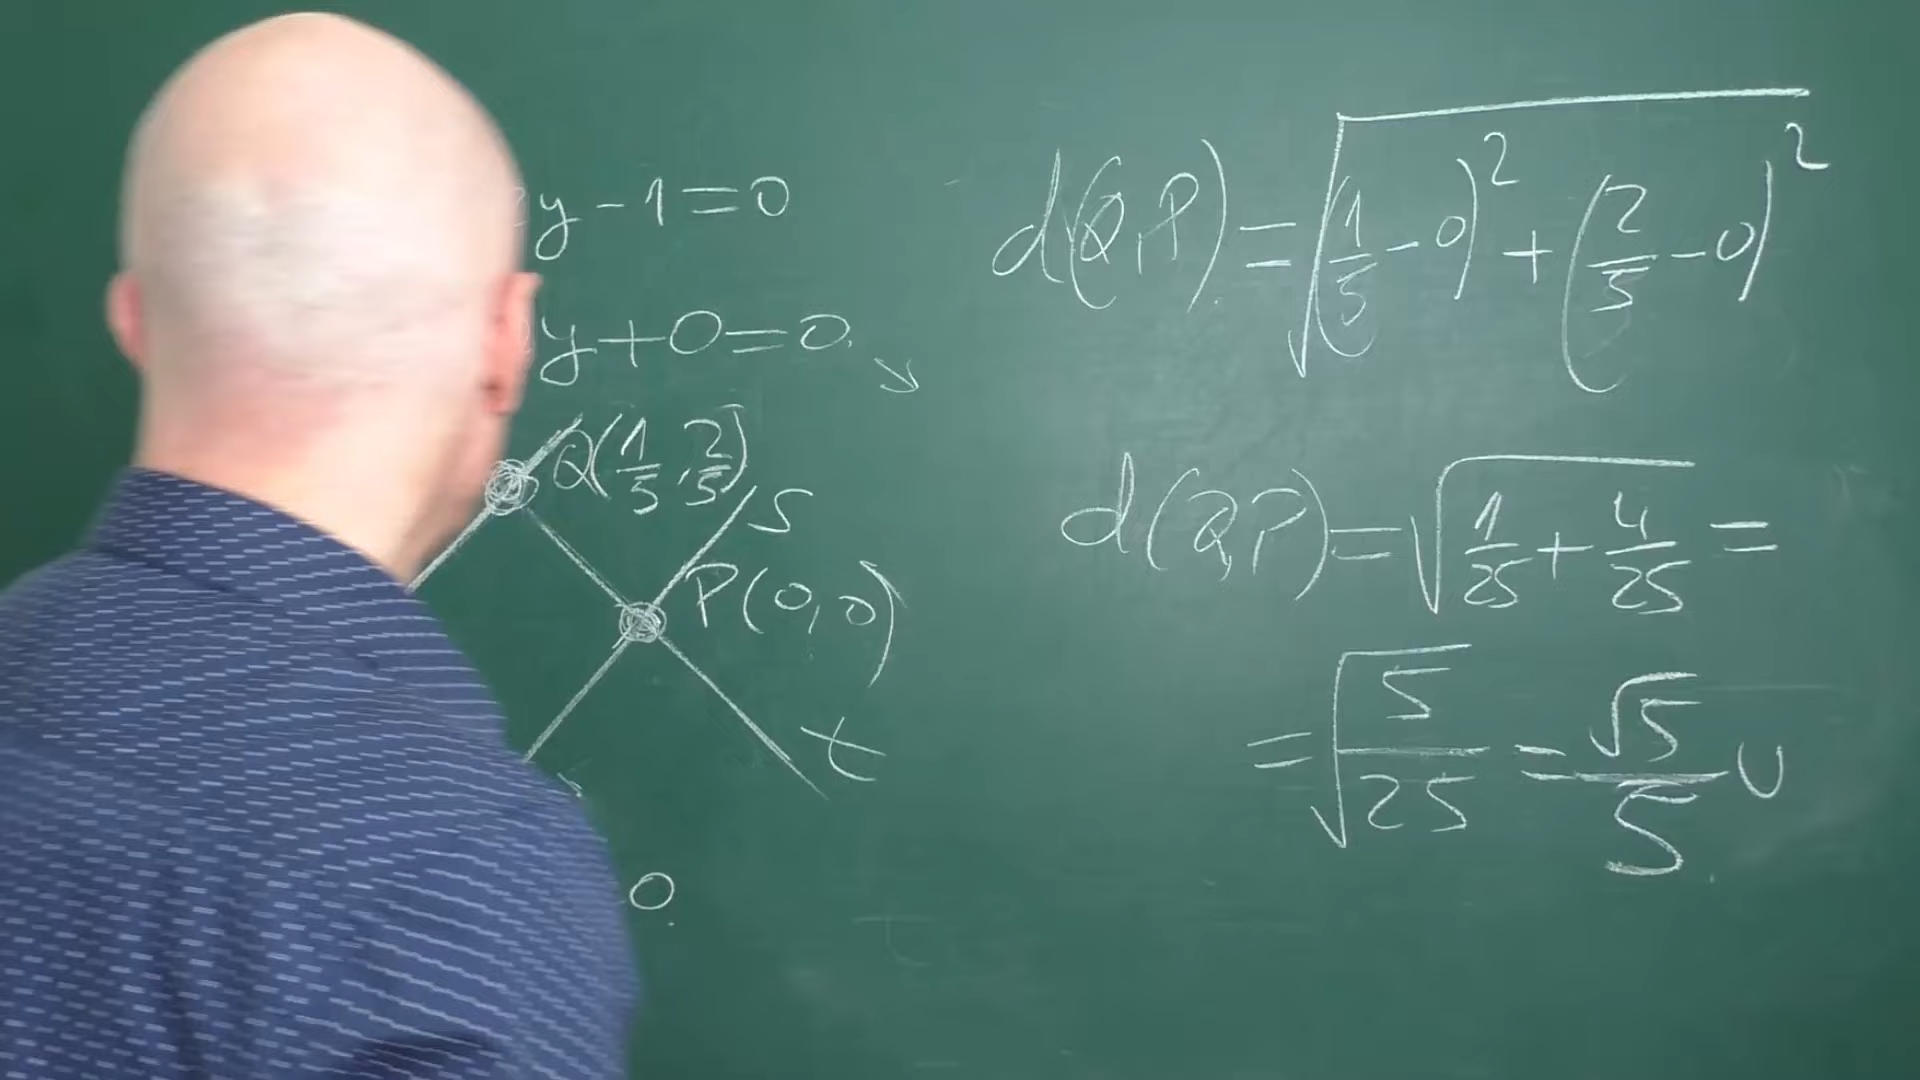 y-1=0
y+0=0
Q(1/5, 2/5)
s
P(0,0)
t
0
d(Q,P)=√((1/5-0)²+(2/5-0)²)
d(Q,P)=√(1/25+4/25)=
=√(5/25)=√5/5 U